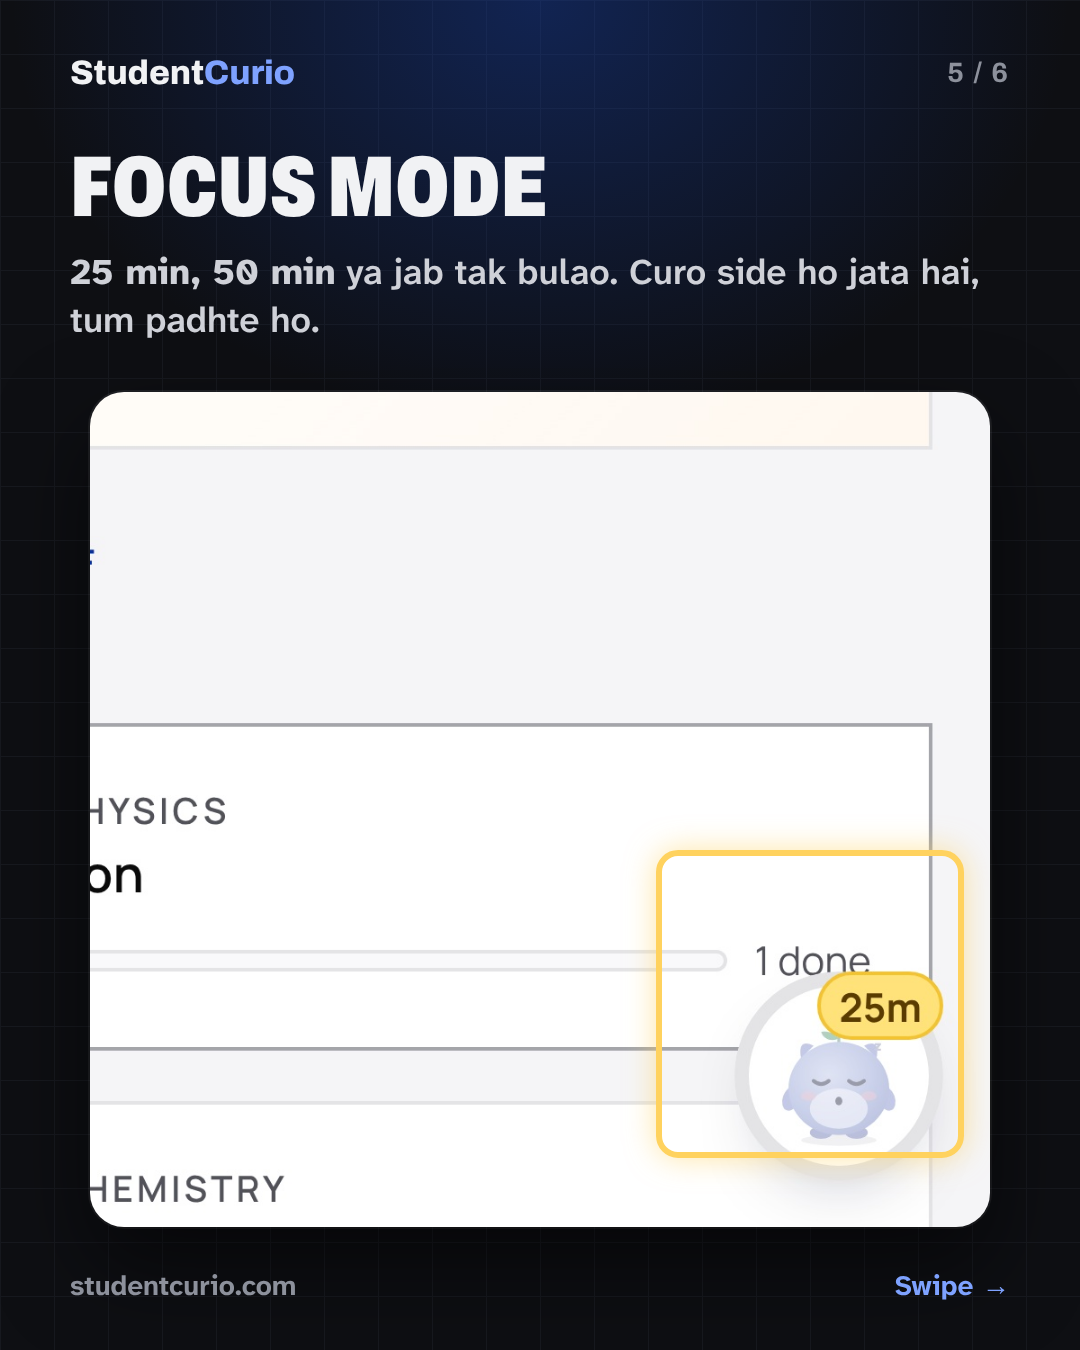 StudentCurio
5 / 6
FOCUS MODE
25 min, 50 min ya jab tak bulao. Curo side ho jata hai,
tum padhte ho.
HYSICS
on
1 done
25m
HEMISTRY
studentcurio.com
Swipe →